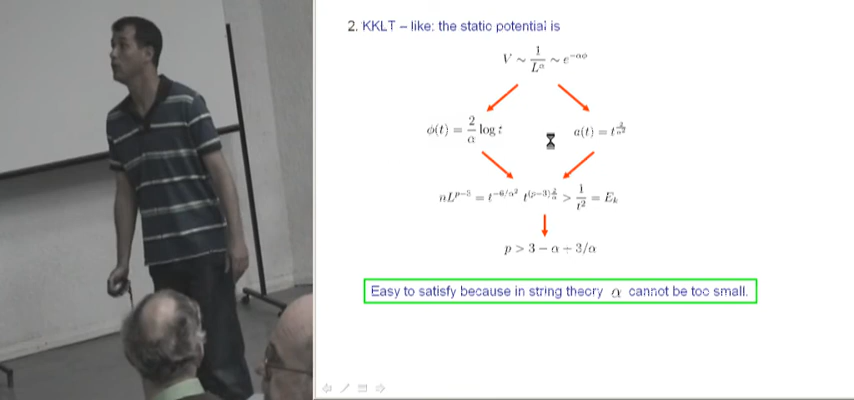 2. KKLT – like: the static potential is
V ∼ 1/L^α ∼ e^{-αφ}
φ(t) = 2/α log t    a(t) = t^{2/α²}
nL^{p-3} = t^{-6/α²} t^{(p-3)2/α} > 1/t² = E_k
p > 3 − α + 3/α
Easy to satisfy because in string theory α cannot be too small.